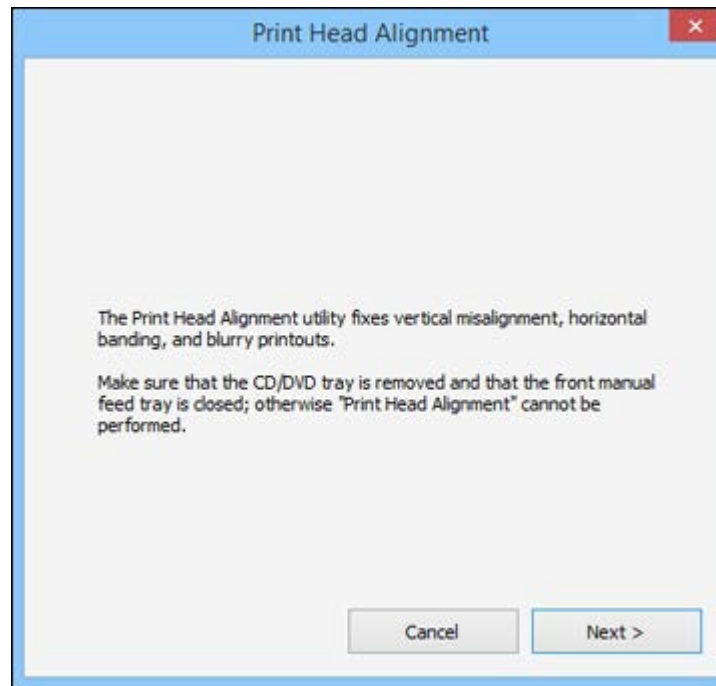 Print Head Alignment
The Print Head Alignment utility fixes vertical misalignment, horizontal
banding, and blurry printouts.
Make sure that the CD/DVD tray is removed and that the front manual
feed tray is closed; otherwise "Print Head Alignment" cannot be
performed.
Cancel
Next >